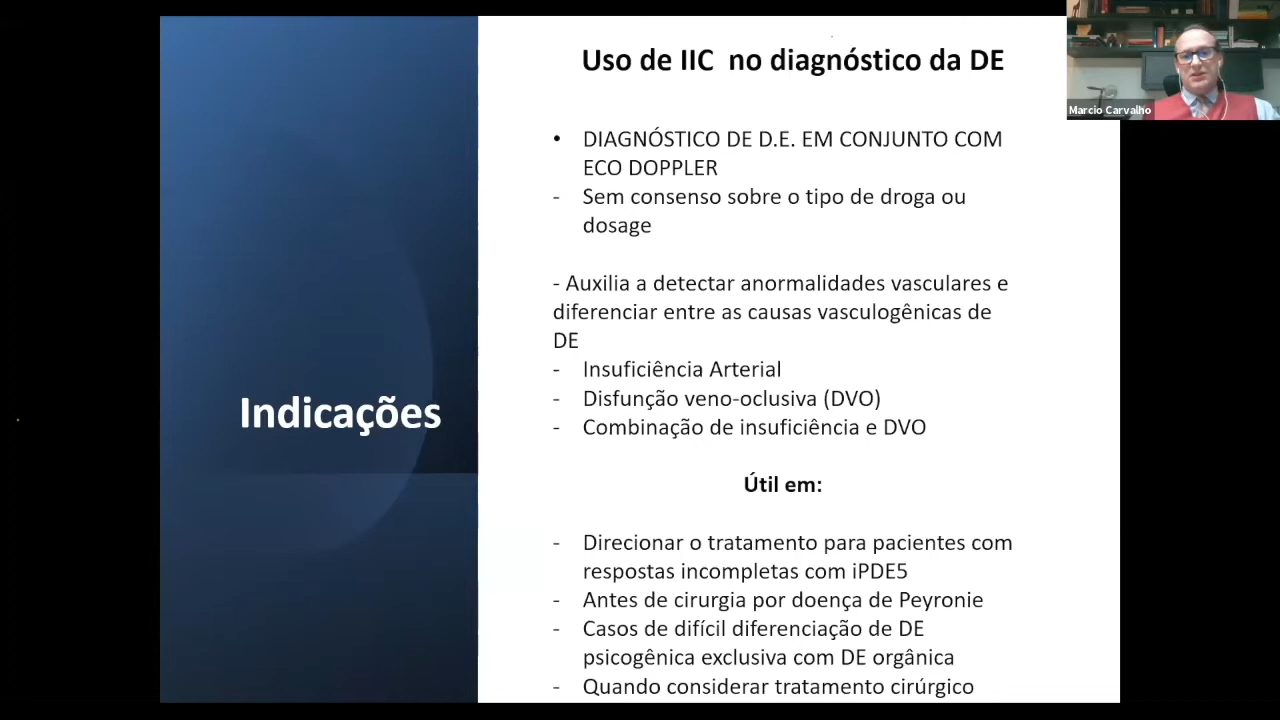 Uso de IIC no diagnóstico da DE
Marcio Carvalho
• DIAGNÓSTICO DE D.E. EM CONJUNTO COM
ECO DOPPLER
- Sem consenso sobre o tipo de droga ou
dosage
- Auxilia a detectar anormalidades vasculares e
diferenciar entre as causas vasculogênicas de
DE
- Insuficiência Arterial
- Disfunção veno-oclusiva (DVO)
- Combinação de insuficiência e DVO
Indicações
Útil em:
- Direcionar o tratamento para pacientes com
respostas incompletas com iPDE5
- Antes de cirurgia por doença de Peyronie
- Casos de difícil diferenciação de DE
psicogênica exclusiva com DE orgânica
- Quando considerar tratamento cirúrgico